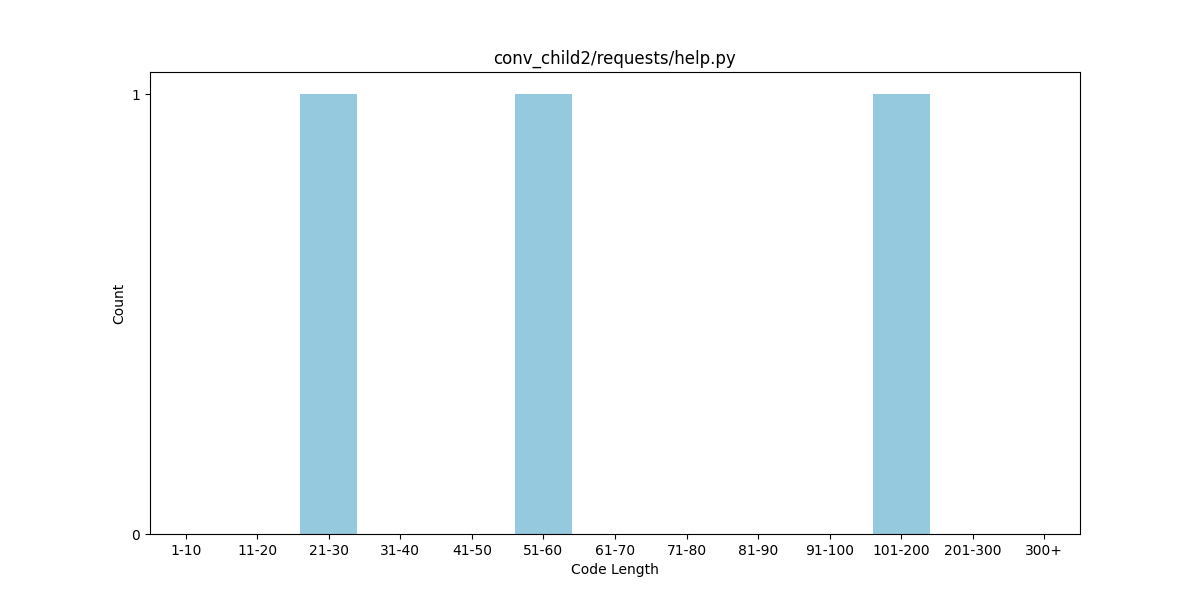 conv_child2/requests/help.py
1
Count
0
1-10 11-20 21-30 31-40 41-50 51-60 61-70 71-80 81-90 91-100 101-200 201-300 300+
Code Length